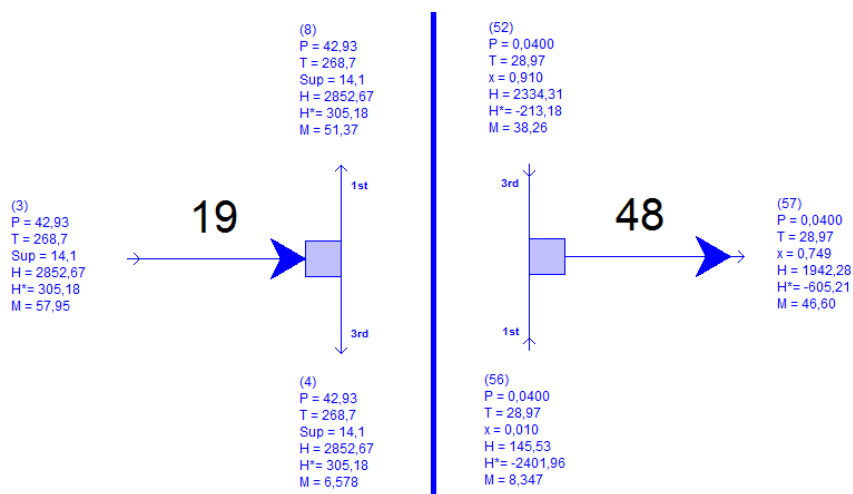 (8)
P = 42,93
T = 268,7
Sup = 14,1
H = 2852,67
H*= 305,18
M = 51,37
1st
(3)
P = 42,93
T = 268,7
Sup = 14,1
H = 2852,67
H*= 305,18
M = 57,95
19
3rd
(4)
P = 42,93
T = 268,7
Sup = 14,1
H = 2852,67
H*= 305,18
M = 6,578
(52)
P = 0,0400
T = 28,97
x = 0,910
H = 2334,31
H*= -213,18
M = 38,26
3rd
48
(57)
P = 0,0400
T = 28,97
x = 0,749
H = 1942,28
H*= -605,21
M = 46,60
1st
(56)
P = 0,0400
T = 28,97
x = 0,010
H = 145,53
H*= -2401,96
M = 8,347